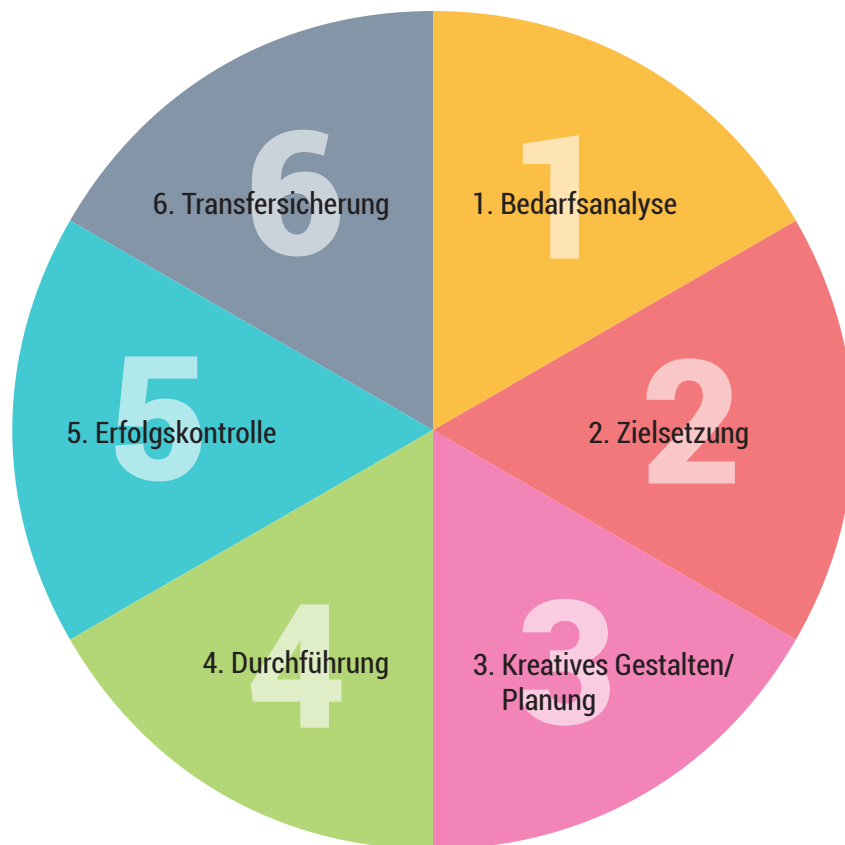 1
1. Bedarfsanalyse
2
2. Zielsetzung
3
3. Kreatives Gestalten/
Planung
4
4. Durchführung
5
5. Erfolgskontrolle
6
6. Transfersicherung